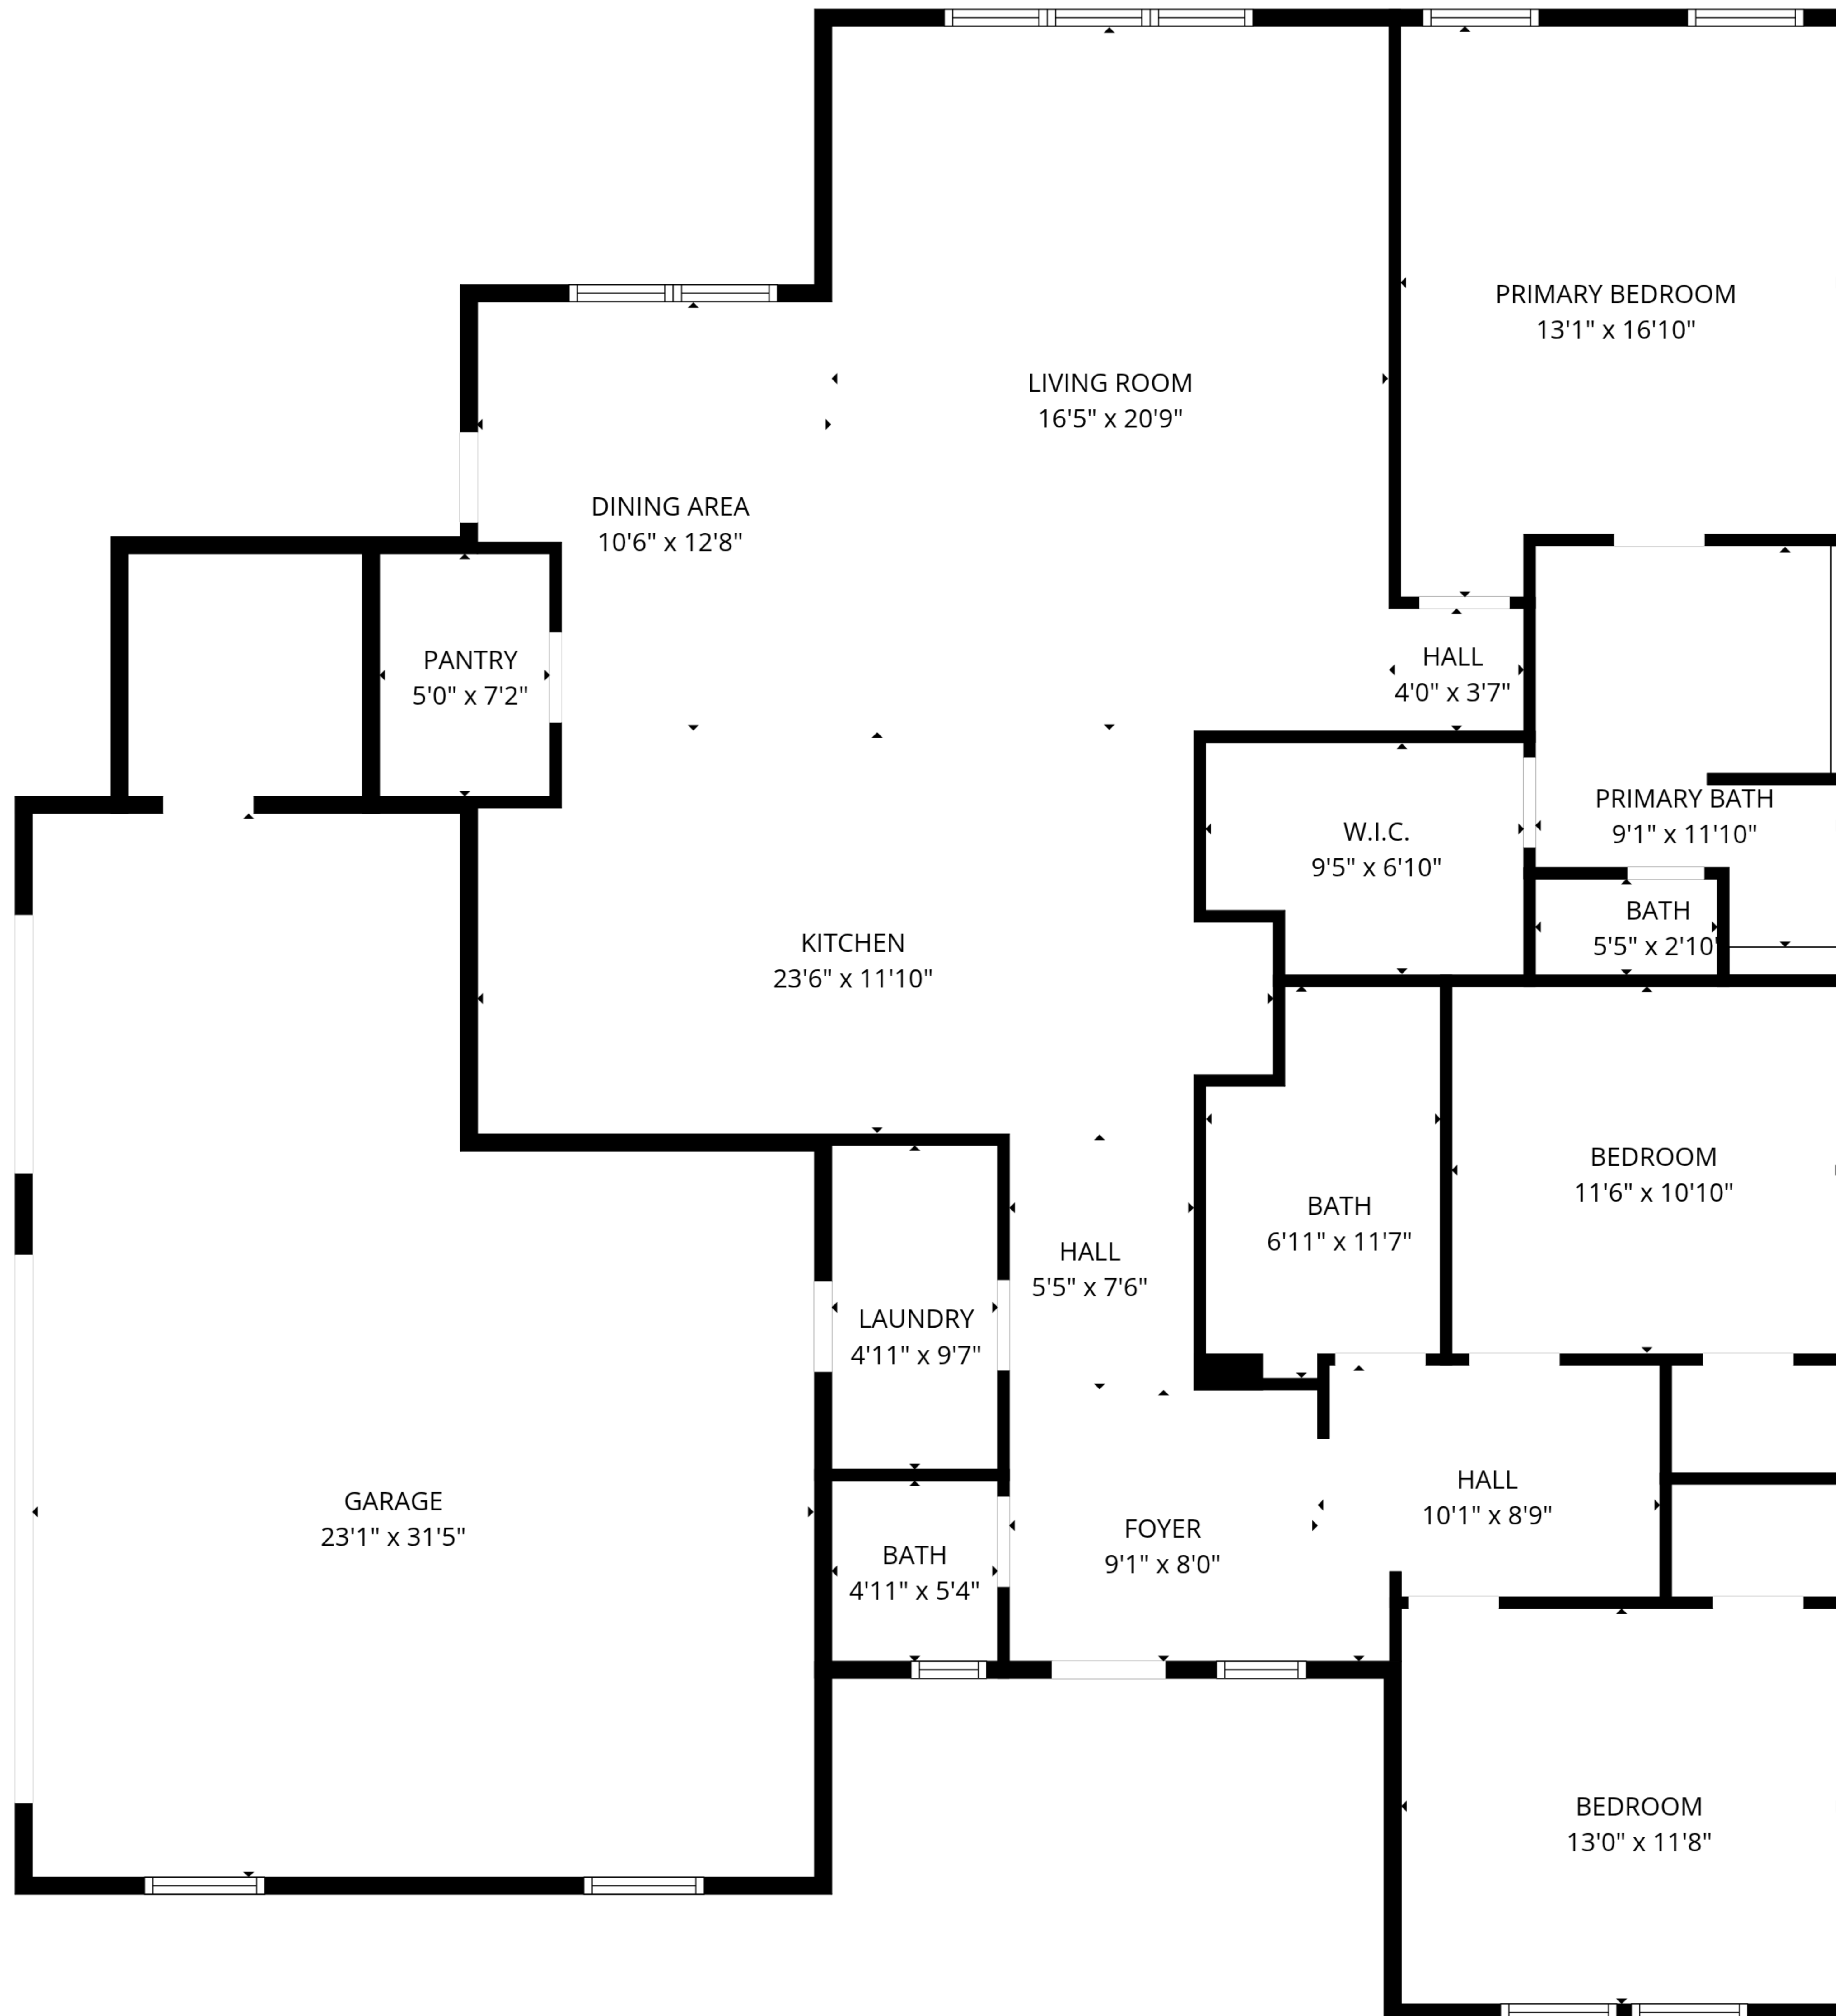 PRIMARY BEDROOM
13'1" x 16'10"
LIVING ROOM
16'5" x 20'9"
DINING AREA
10'6" x 12'8"
PANTRY
5'0" x 7'2"
HALL
4'0" x 3'7"
PRIMARY BATH
9'1" x 11'10"
W.I.C.
9'5" x 6'10"
BATH
5'5" x 2'10"
KITCHEN
23'6" x 11'10"
BEDROOM
11'6" x 10'10"
BATH
6'11" x 11'7"
HALL
5'5" x 7'6"
LAUNDRY
4'11" x 9'7"
GARAGE
23'1" x 31'5"
HALL
10'1" x 8'9"
FOYER
9'1" x 8'0"
BATH
4'11" x 5'4"
BEDROOM
13'0" x 11'8"